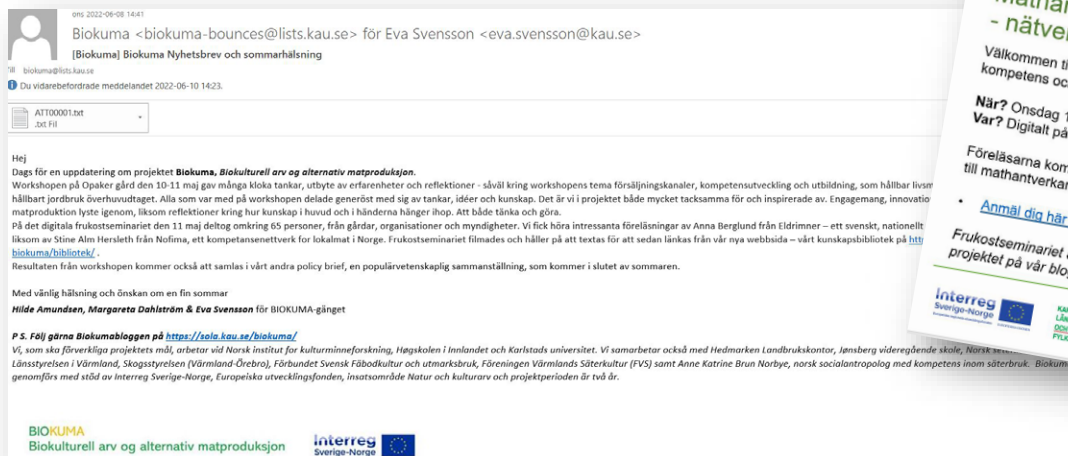 ons 2022-06-08 14:41
Biokuma <biokuma-bounces@lists.kau.se> för Eva Svensson <eva.svensson@kau.se>
[Biokuma] Biokuma Nyhetsbrev och sommarhälsning
Till biokuma@lists.kau.se
Du vidarebefordrade meddelandet 2022-06-10 14:23.
ATT00001.txt
.txt Fil
Hej
Dags för en uppdatering om projektet Biokuma, Biokulturell arv og alternativ matproduksjon.
Workshopen på Opaker gård den 10-11 maj gav många kloka tankar, utbyte av erfarenheter och reflektioner - såväl kring workshopens tema försäljningskanaler, kompetensutveckling och utbildning, som hållbar
hållbart jordbruk överhuvudtaget. Alla som var med på workshopen delade generöst med sig av tankar, idéer och kunskap. Det är vi i projektet både mycket tacksamma för och inspirerade av. Engagemang,
matproduktion lyste igenom, liksom reflektioner kring hur kunskap i huvud och i händerna hänger ihop. Att både tänka och göra.
På det digitala frukostseminariet den 11 maj deltog omkring 65 personer, från gårdar, organisationer och myndigheter. Vi fick höra intressanta föreläsningar av Anna Berglund från Eldrimner – ett svenskt, nationellt
liksom av Stine Alm Hersleth från Nofima, ett kompetansenettverk for lokalmat i Norge. Frukostseminariet filmades och håller på att textas för att sedan länkas från vår nya webbsida – vårt kunskapsbibliotek på
biokuma/bibliotek/ .
Resultaten från workshopen kommer också att samlas i vårt andra policy brief, en populärvetenskaplig sammanställning, som kommer i slutet av sommaren.
Med vänlig hälsning och önskan om en fin sommar
Hilde Amundsen, Margareta Dahlström & Eva Svensson för BIOKUMA-gänget
P S. Följ gärna Biokumabloggen på https://sola.kau.se/biokuma/
Vi, som ska förverkliga projektets mål, arbetar vid Norsk institut for kulturminneforskning, Høgskolen i Innlandet och Karlstads universitet. Vi samarbetar också med Hedmarken Landbrukskontor, Jønsberg videregående skole, Norsk
Länsstyrelsen i Värmland, Skogsstyrelsen (Värmland-Örebro), Förbundet Svensk Fäbodkultur och utmarksbruk, Föreningen Värmlands Säterkultur (FVS) samt Anne Katrine Brun Norbye, norsk socialantropolog med kompetens inom säterbruk.
genomförs med stöd av Interreg Sverige-Norge, Europeiska utvecklingsfonden, insatsområde Natur och kulturarv och projektperioden är två år.
BIOKUMA
Biokulturell arv og alternativ matproduksjon
Interreg
Sverige-Norge
Välkommen
kompetens
När? Onsdag
Var? Digitalt på
Föreläsarna
till
• Anmäl dig här
Frukostseminariet
projektet på vår
Interreg
Sverige-Norge